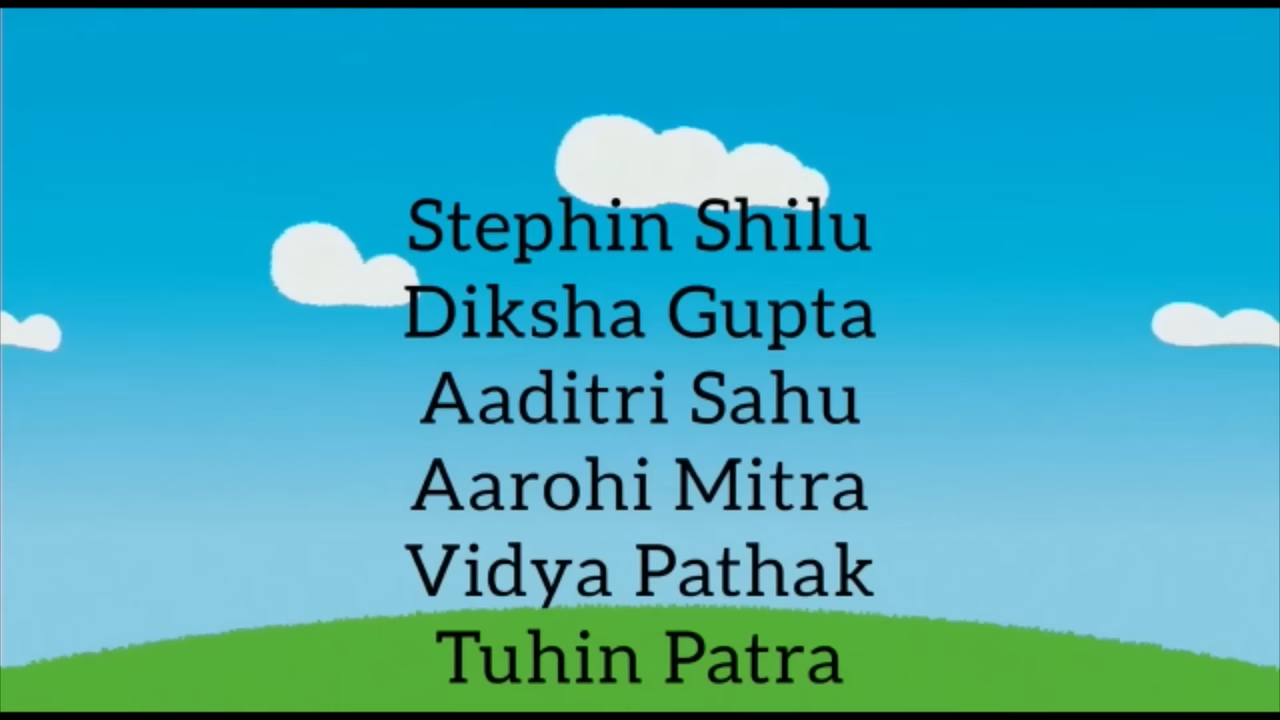 Stephin Shilu
Diksha Gupta
Aaditri Sahu
Aarohi Mitra
Vidya Pathak
Tuhin Patra